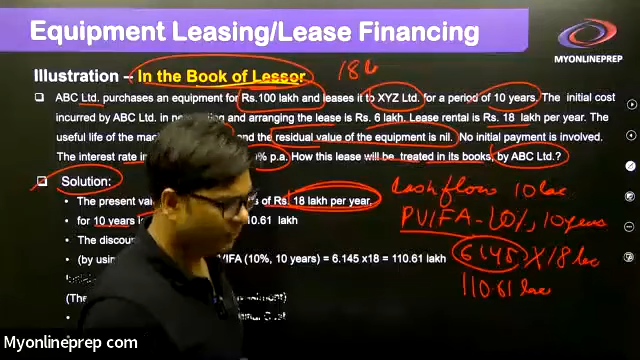 Equipment Leasing/Lease Financing
MYONLINEPREP
Illustration – In the Book of Lessor
18 L
ABC Ltd. purchases an equipment for Rs.100 lakh and leases it to XYZ Ltd. for a period of 10 years. The initial cost
incurred by ABC Ltd. in and arranging the lease is Rs. 6 lakh. Lease rental is Rs. 18 lakh per year. The
useful life of the and the residual value of the equipment is nil. No initial payment is involved.
The interest rate % p.a. How this lease will be treated in its books, by ABC Ltd.?
Solution:
Cashflow 10 lac
The present of Rs. 18 lakh per year.
PVIFA - 10%, 10 years
for 10 years 10.61 lakh
The discou
6.145 X 18 lac
(by using IFA (10%, 10 years) = 6.145 x18 = 110.61 lakh
110.61 lac
(The
Myonlineprep com